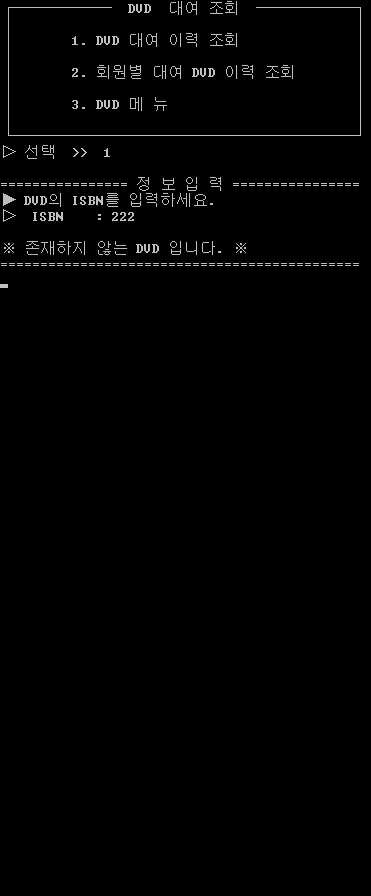 DVD 대여 조회
1. DVD 대여 이력 조회
2. 회원별 대여 DVD 이력 조회
3. DVD 메 뉴
▷ 선택 >> 1
================ 정 보 입 력 ================
▶ DVD의 ISBN를 입력하세요.
▷ ISBN : 222
※ 존재하지 않는 DVD 입니다. ※
=============================================